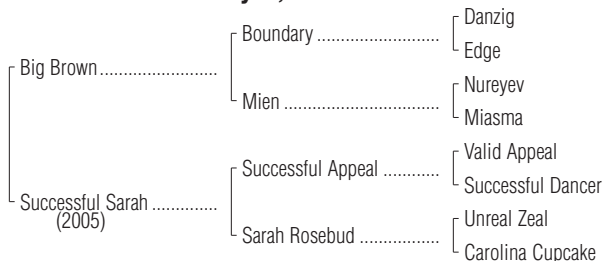 Danzig
Boundary ..........................
Edge
Big Brown.........................
Nureyev
Mien .................................
Miasma
Valid Appeal
Successful Appeal ............
Successful Dancer
Successful Sarah ..............
(2005)
Unreal Zeal
Sarah Rosebud .................
Carolina Cupcake